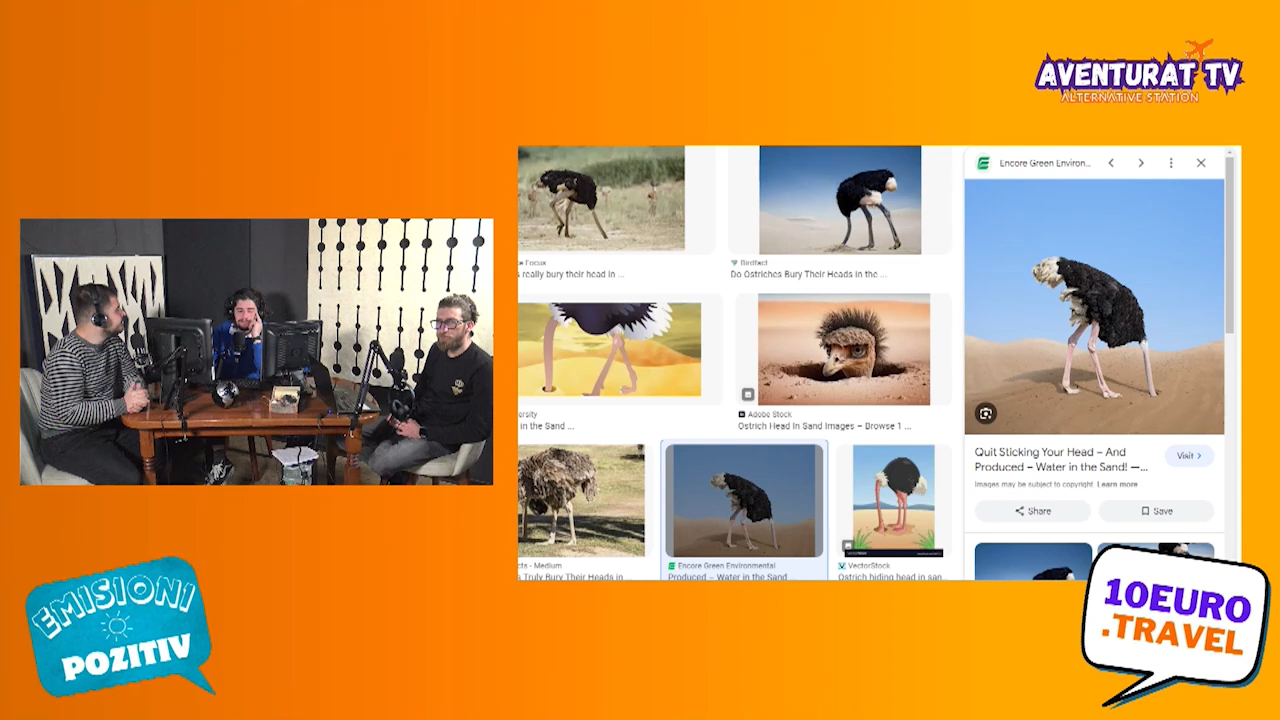 AVENTURAT TV
ALTERNATIVE STATION
Encore Green Environ...
Focus
really bury their head in ...
Birdfact
Do Ostriches Bury Their Heads in the ...
in the Sand ...
Adobe Stock
Ostrich Head In Sand Images – Browse 1 ...
Quit Sticking Your Head – And
Produced – Water in the Sand! —...
Visit
Images may be subject to copyright. Learn more
Share
Save
- Medium
Truly Bury Their Heads in
Encore Green Environmental
Produced – Water in the Sand
VectorStock
Ostrich hiding head in san
EMISIONI
POZITIV
10EURO
.TRAVEL